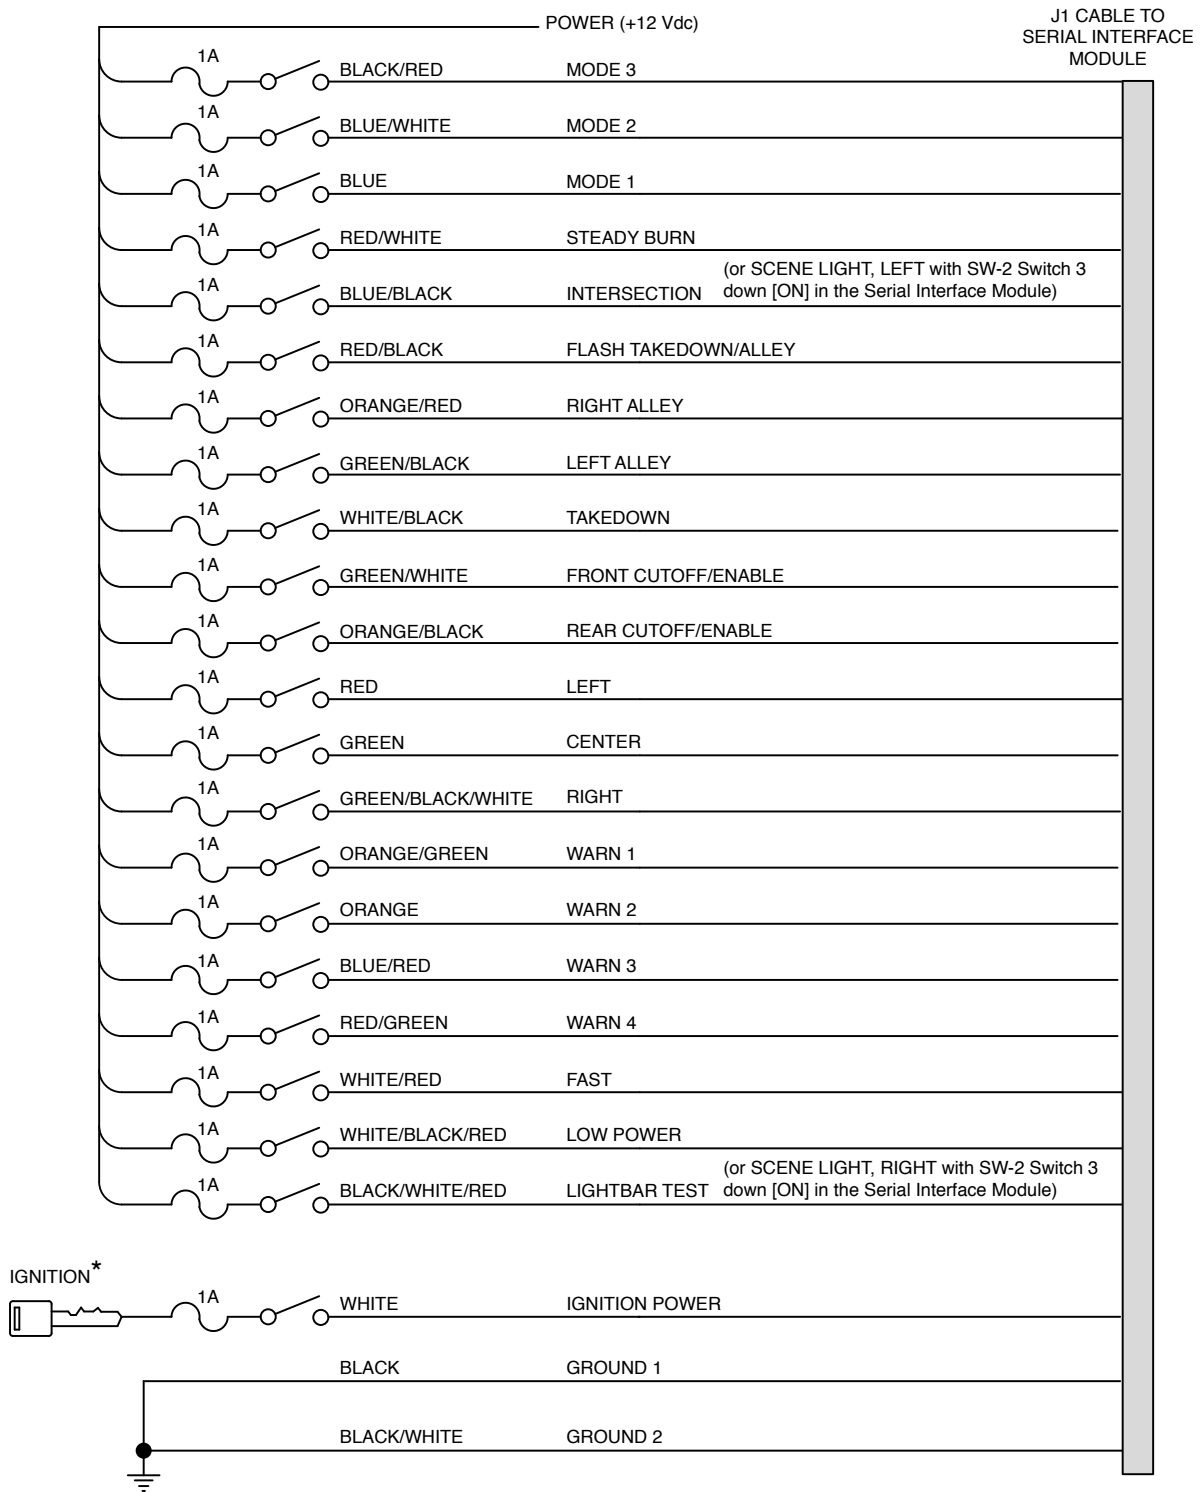 POWER (+12 Vdc)
J1 CABLE TO
SERIAL INTERFACE
MODULE
1A BLACK/RED MODE 3
1A BLUE/WHITE MODE 2
1A BLUE MODE 1
1A RED/WHITE STEADY BURN
(or SCENE LIGHT, LEFT with SW-2 Switch 3
1A BLUE/BLACK INTERSECTION down [ON] in the Serial Interface Module)
1A RED/BLACK FLASH TAKEDOWN/ALLEY
1A ORANGE/RED RIGHT ALLEY
1A GREEN/BLACK LEFT ALLEY
1A WHITE/BLACK TAKEDOWN
1A GREEN/WHITE FRONT CUTOFF/ENABLE
1A ORANGE/BLACK REAR CUTOFF/ENABLE
1A RED LEFT
1A GREEN CENTER
1A GREEN/BLACK/WHITE RIGHT
1A ORANGE/GREEN WARN 1
1A ORANGE WARN 2
1A BLUE/RED WARN 3
1A RED/GREEN WARN 4
1A WHITE/RED FAST
1A WHITE/BLACK/RED LOW POWER
(or SCENE LIGHT, RIGHT with SW-2 Switch 3
1A BLACK/WHITE/RED LIGHTBAR TEST down [ON] in the Serial Interface Module)
IGNITION*
1A WHITE IGNITION POWER
BLACK GROUND 1
BLACK/WHITE GROUND 2